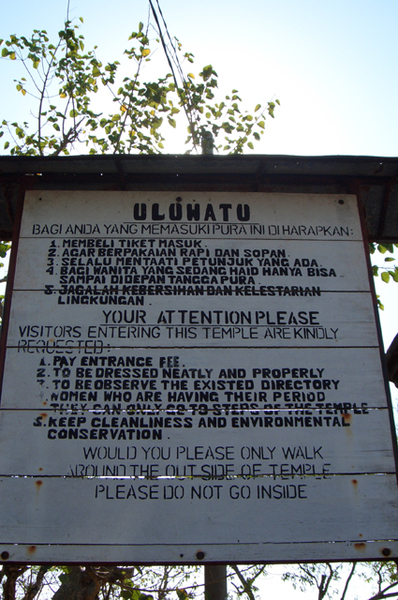 ULUWATU
BAGI ANDA YANG MEMASUKI PURA INI DI HARAPKAN:
1. MEMBELI TIKET MASUK.
2. AGAR BERPAKAIAN RAPI DAN SOPAN.
3. SELALU MENTAATI PETUNJUK YANG ADA.
4. BAGI WANITA YANG SEDANG HAID HANYA BISA
SAMPAI DIDEPAN TANGGA PURA.
5. JAGALAH KEBERSIHAN DAN KELESTARIAN
LINGKUNGAN.
YOUR ATTENTION PLEASE
VISITORS ENTERING THIS TEMPLE ARE KINDLY
REQUESTED:
1. PAY ENTRANCE FEE.
2. TO BE DRESSED NEATLY AND PROPERLY
3. TO BEOBSERVE THE EXISTED DIRECTORY
WOMEN WHO ARE HAVING THEIR PERIOD
THEY CAN ONLY GO TO STEPS OF THE TEMPLE
5. KEEP CLEANLINESS AND ENVIRONMENTAL
CONSERVATION.
WOULD YOU PLEASE ONLY WALK
AROUND THE OUT SIDE OF TEMPLE
PLEASE DO NOT GO INSIDE